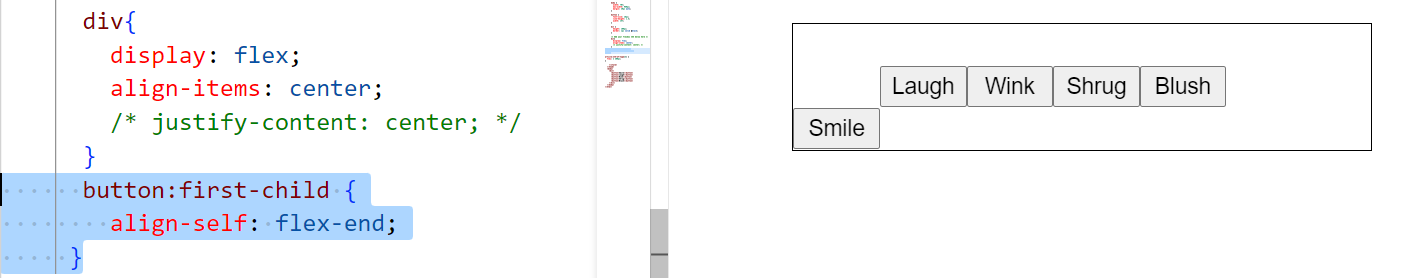 div{
display: flex;
align-items: center;
/* justify-content: center; */
}
button:first-child {
align-self: flex-end;
}
Laugh Wink Shrug Blush
Smile